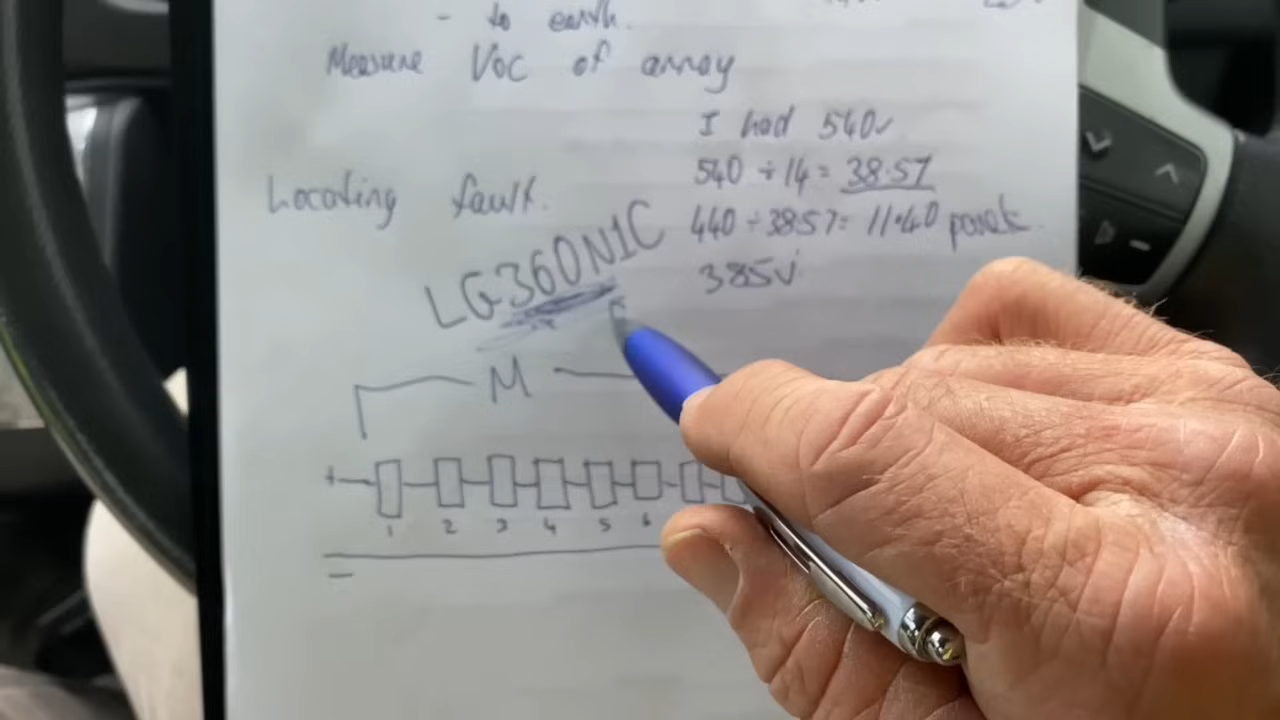 - to earth.
Measure Voc of array
I had 540v
540 ÷ 14 = 38.57
Locating fault.
440 ÷ 38.57 = 11.40 panels.
LG360N1C
385v
M
+
1 2 3 4 5 6
-